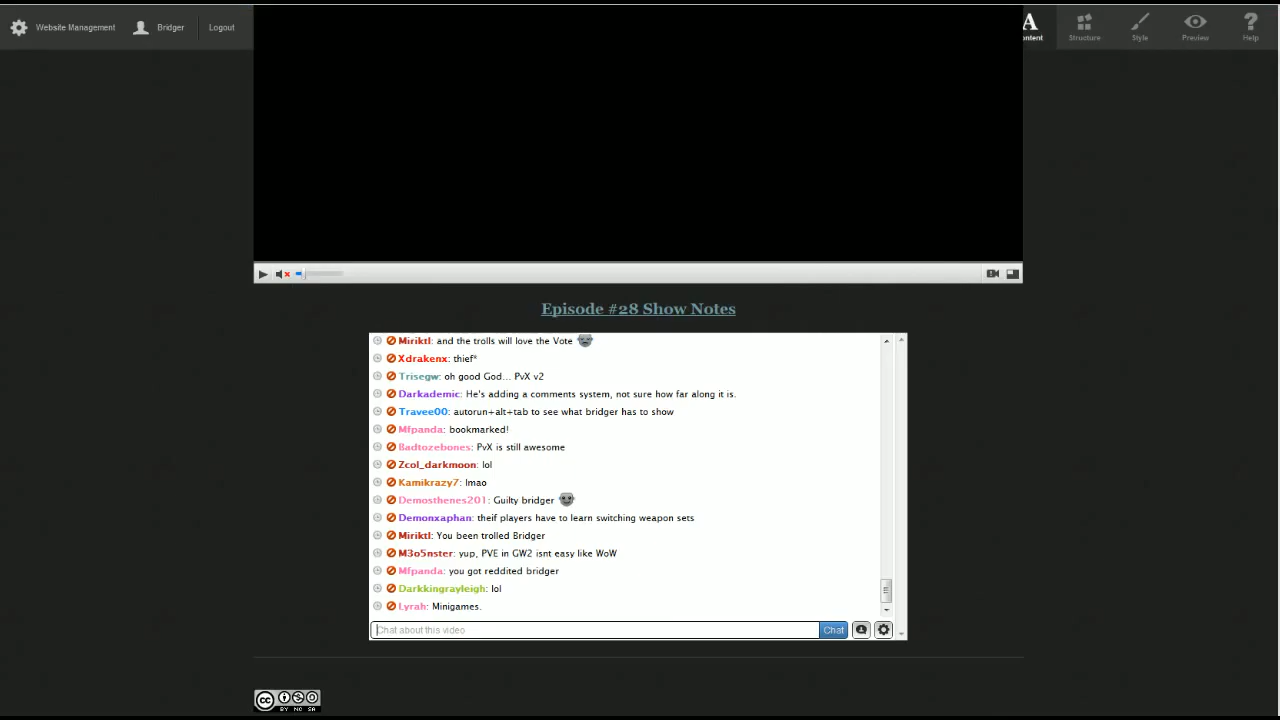 Website Management
Bridger
Logout
A
ontent
Structure
Style
Preview
Help
Episode #28 Show Notes
Miriktl: and the trolls will love the Vote
Xdrakenx: thief*
Trisegw: oh good God... PvX v2
Darkademic: He's adding a comments system, not sure how far along it is.
Travee00: autorun+alt+tab to see what bridger has to show
Mfpanda: bookmarked!
Badtozebones: PvX is still awesome
Zcol_darkmoon: lol
Kamikrazy7: lmao
Demosthenes201: Guilty bridger
Demonxaphan: theif players have to learn switching weapon sets
Miriktl: You been trolled Bridger
M3o5nster: yup, PVE in GW2 isnt easy like WoW
Mfpanda: you got reddited bridger
Darkkingrayleigh: lol
Lyrah: Minigames.
Chat about this video
Chat
cc
BY NC SA